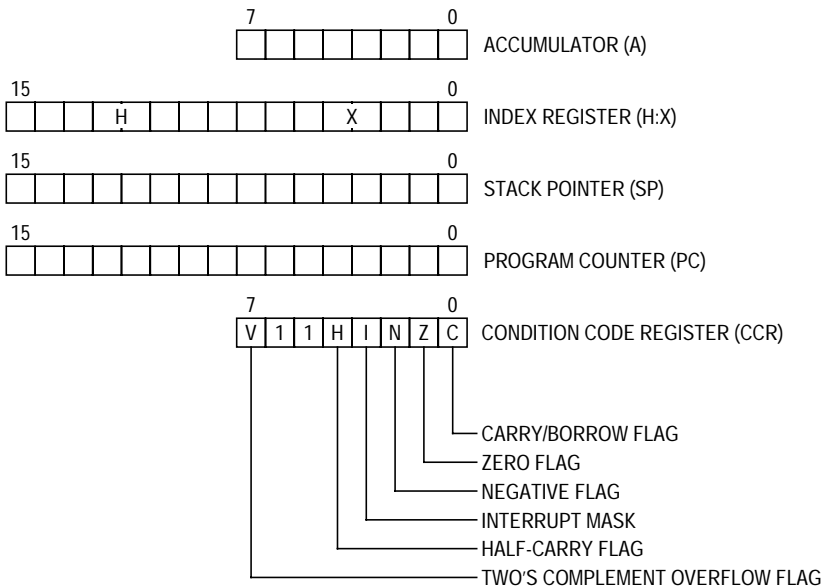 7 0
ACCUMULATOR (A)
15 0
H X INDEX REGISTER (H:X)
15 0
STACK POINTER (SP)
15 0
PROGRAM COUNTER (PC)
7 0
V 1 1 H I N Z C CONDITION CODE REGISTER (CCR)
CARRY/BORROW FLAG
ZERO FLAG
NEGATIVE FLAG
INTERRUPT MASK
HALF-CARRY FLAG
TWO'S COMPLEMENT OVERFLOW FLAG